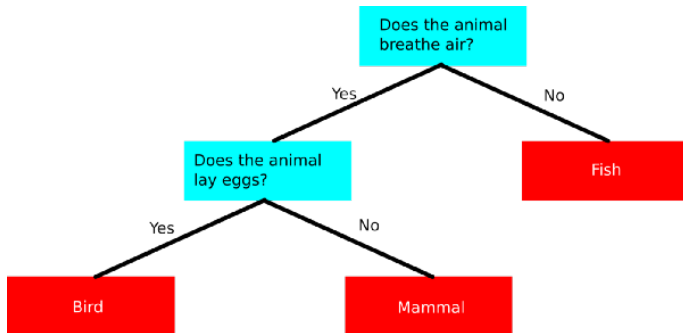 Does the animal
breathe air?
Yes
No
Does the animal
lay eggs?
Fish
Yes
No
Bird
Mammal